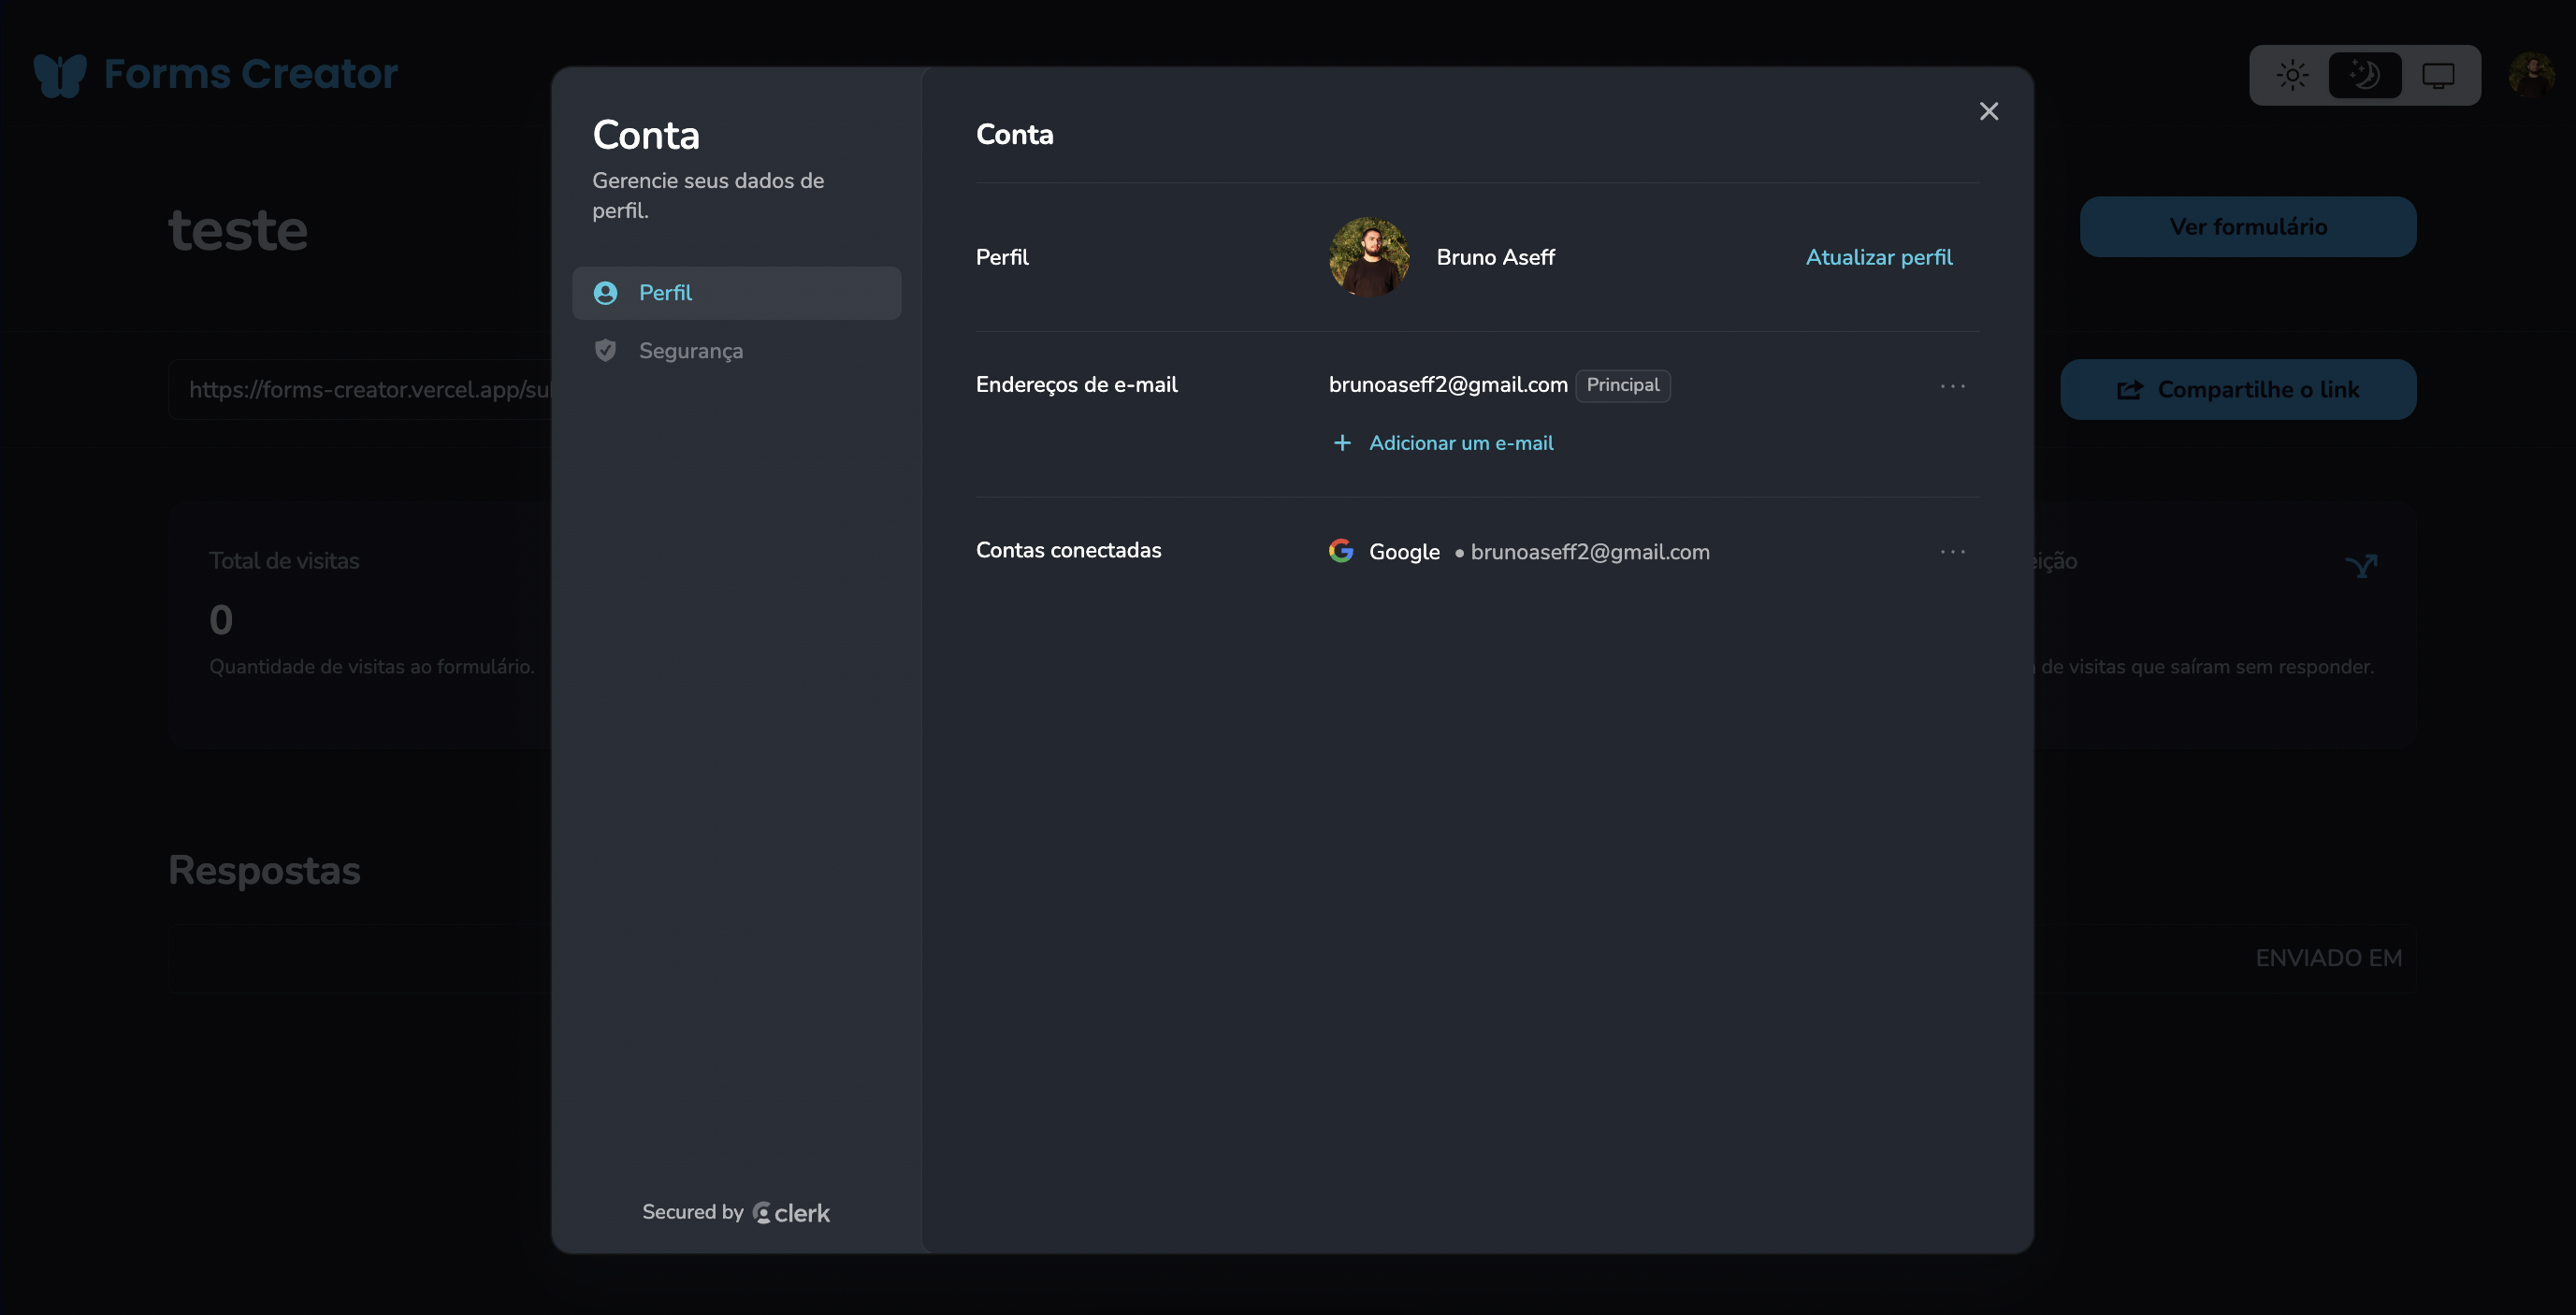 Forms Creator
teste
Ver formulário
https://forms-creator.vercel.app/su
Compartilhe o link
Total de visitas
0
Quantidade de visitas ao formulário.
de visitas que saíram sem responder.
Respostas
ENVIADO EM
Conta
Gerencie seus dados de
perfil.
Perfil
Segurança
Secured by clerk
Conta
Perfil
Bruno Aseff
Atualizar perfil
Endereços de e-mail
brunoaseff2@gmail.com Principal
+ Adicionar um e-mail
Contas conectadas
Google • brunoaseff2@gmail.com